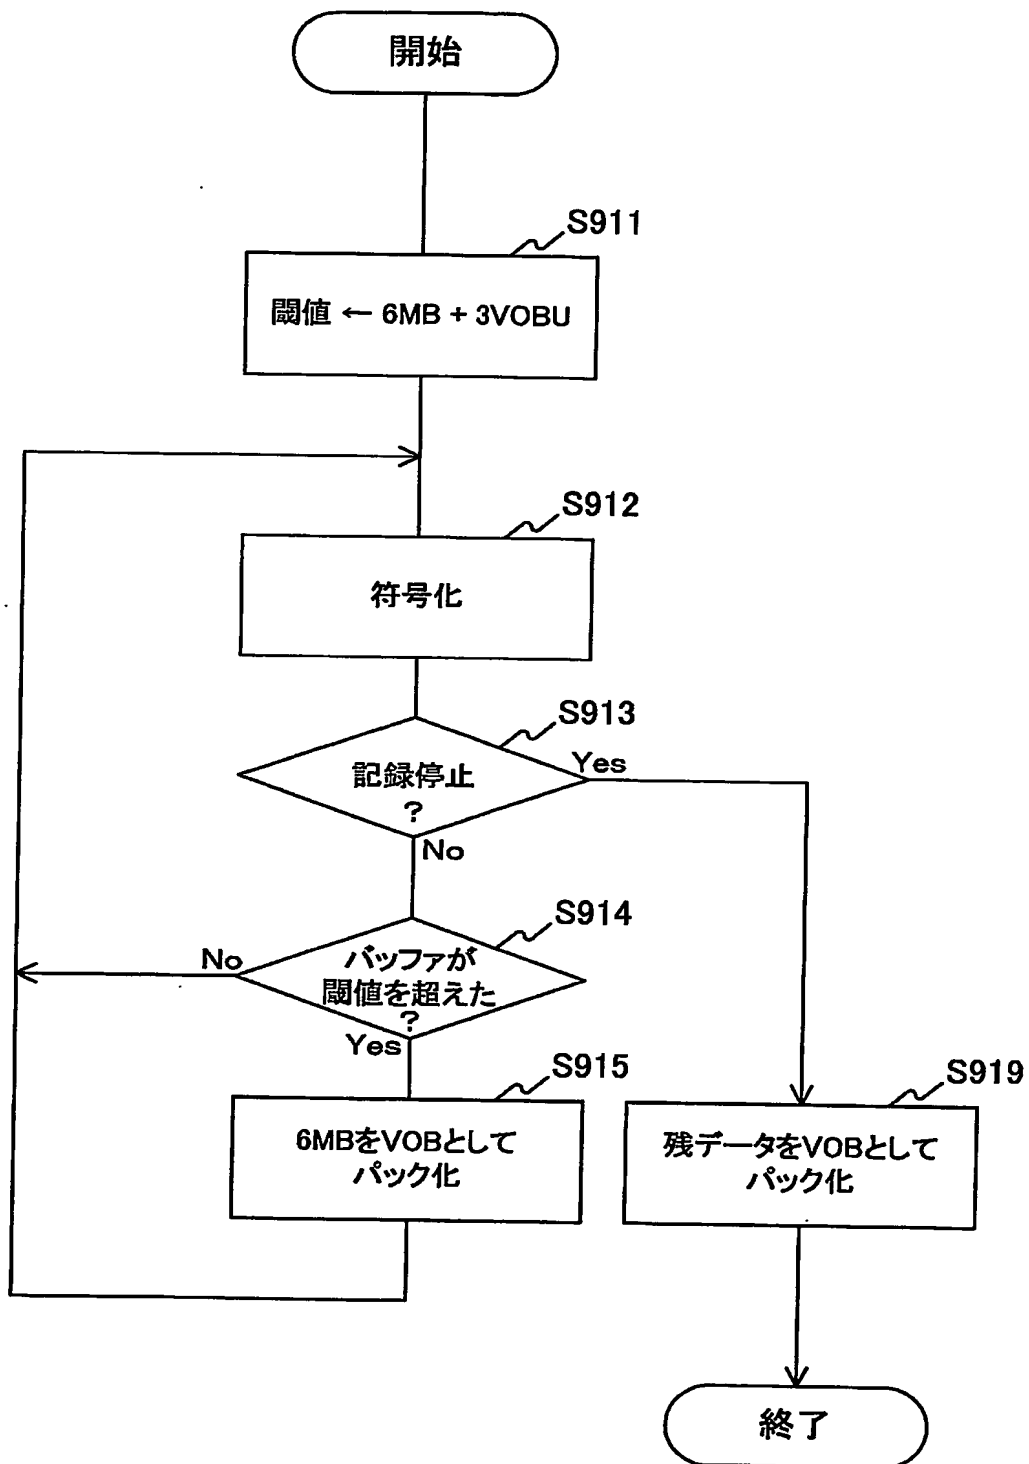 開始
S911
閾値 ← 6MB + 3VOBU
S912
符号化
S913
記録停止
?
Yes
No
S914
バッファが
閾値を超えた
?
No
Yes
S915
6MBをVOBとして
パック化
S919
残データをVOBとして
パック化
終了